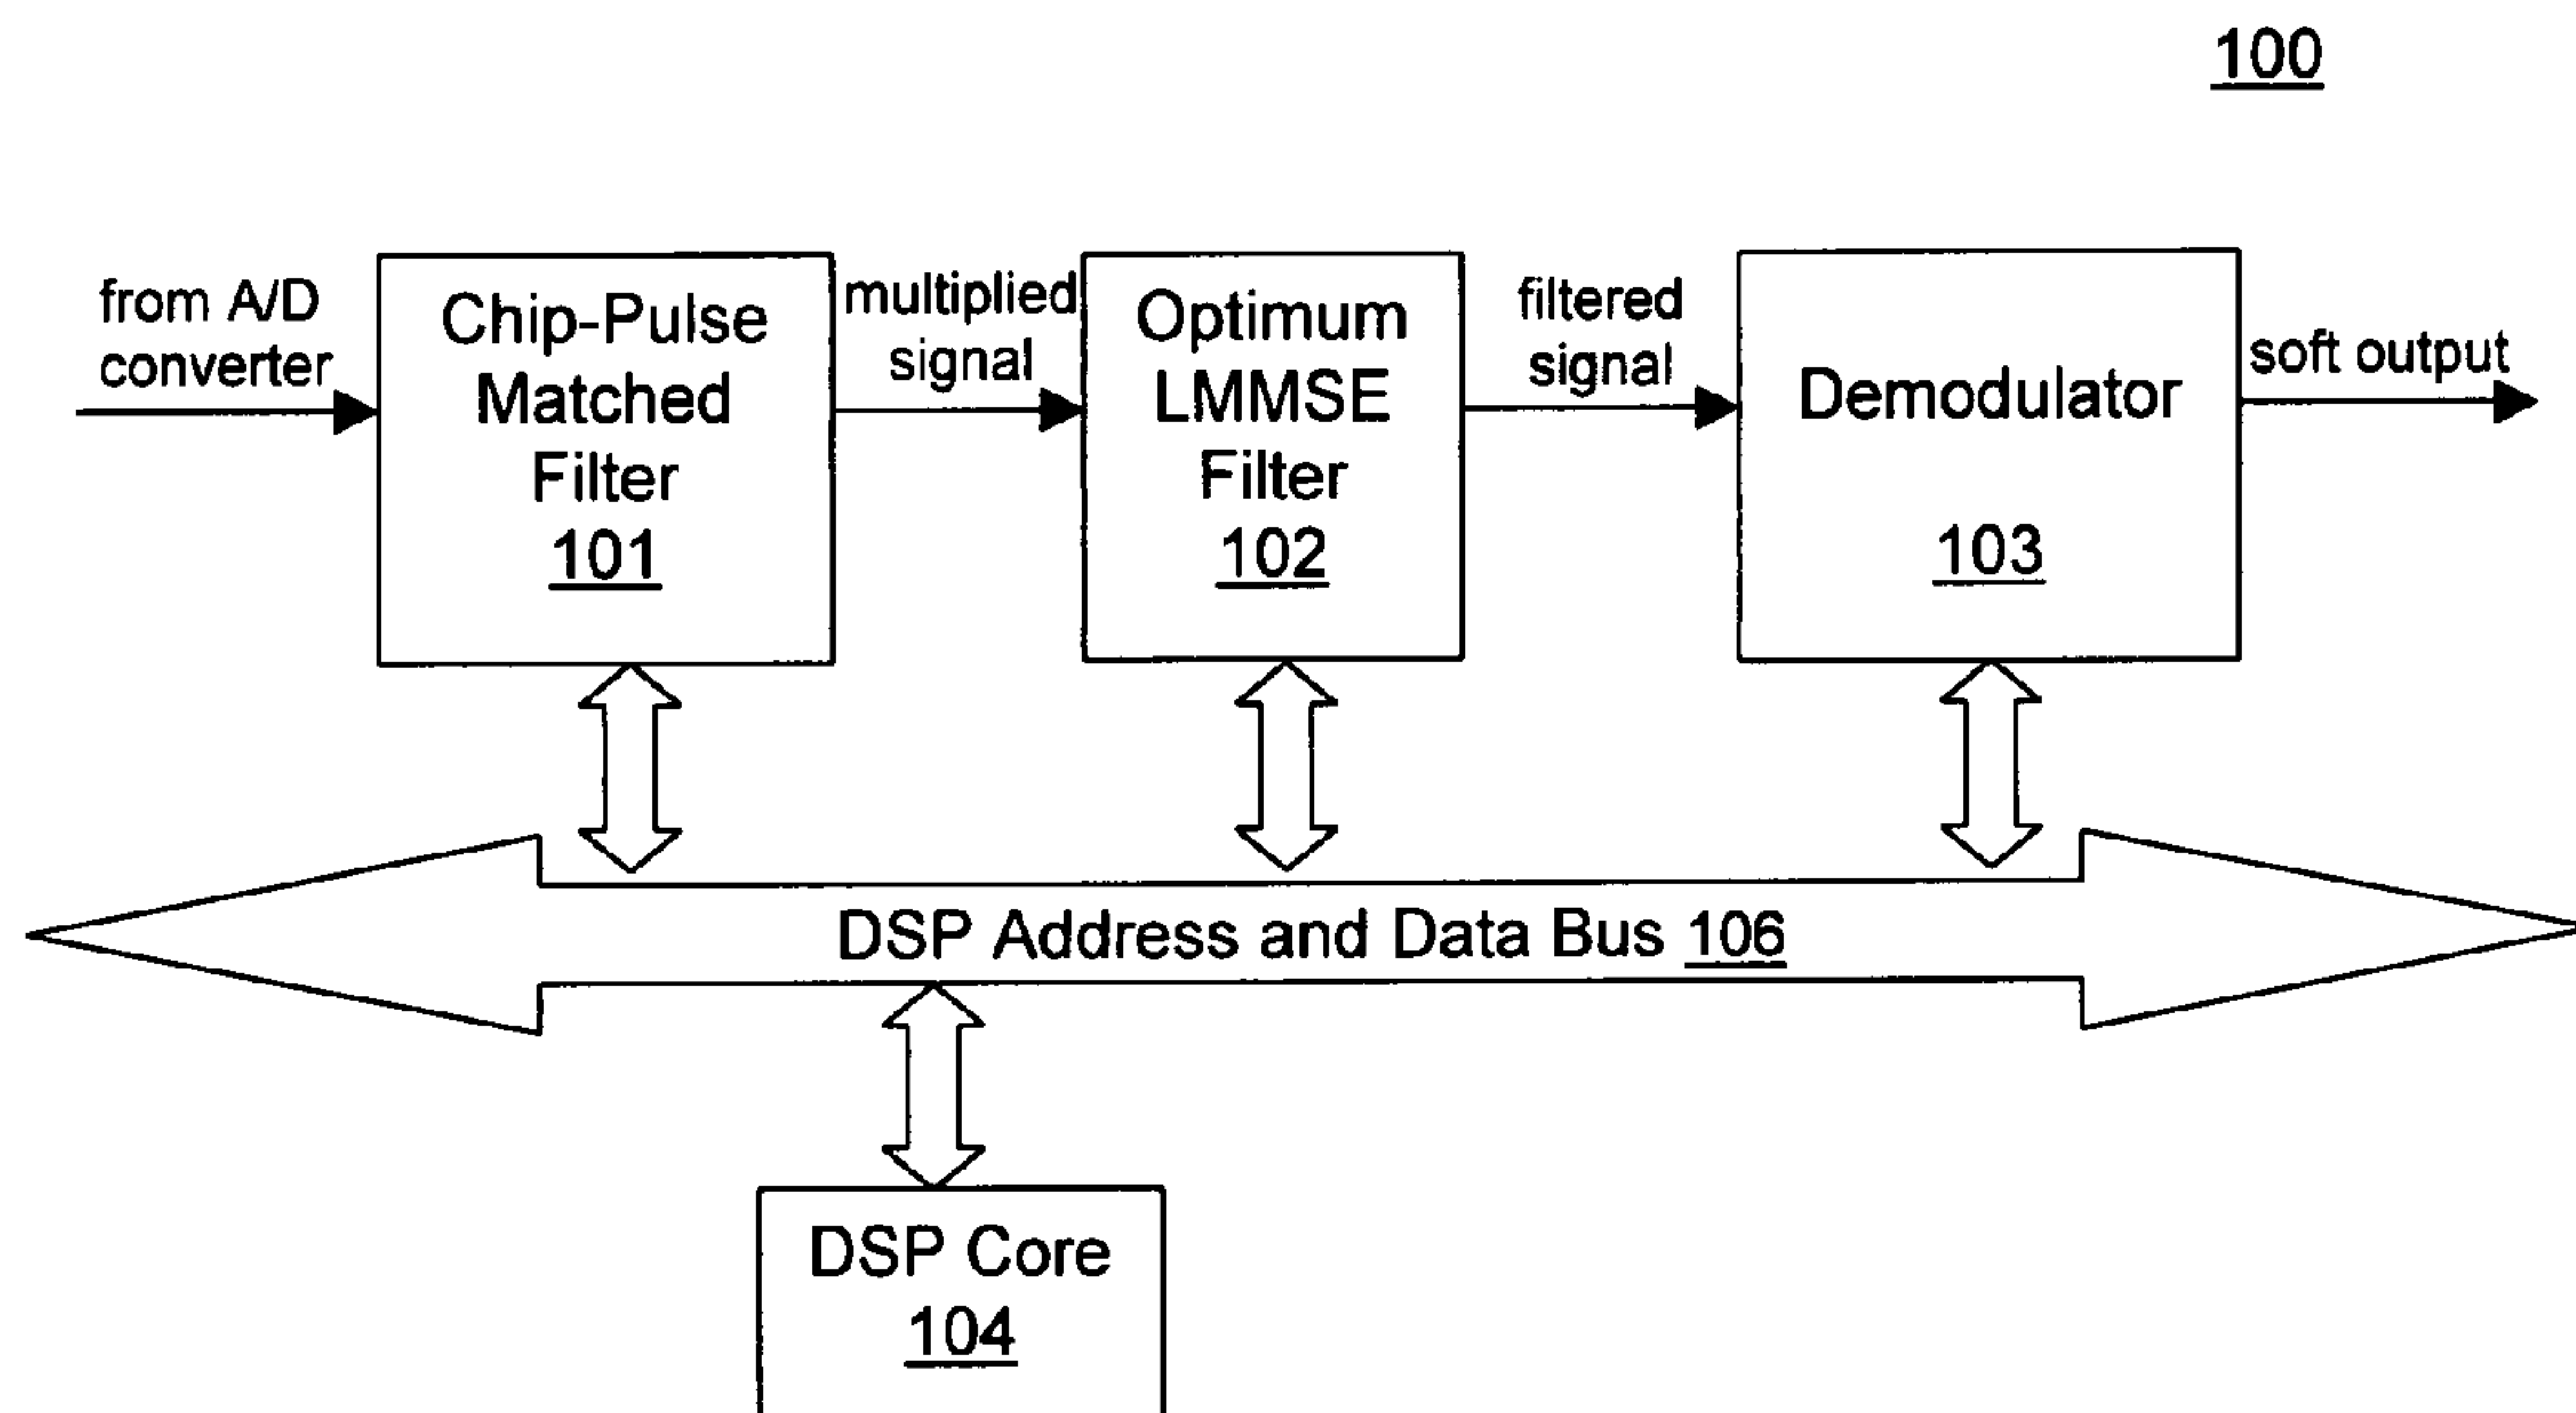 100
from A/D
converter
Chip-Pulse
Matched
Filter
101
multiplied
signal
Optimum
LMMSE
Filter
102
filtered
signal
Demodulator
103
soft output
DSP Address and Data Bus 106
DSP Core
104